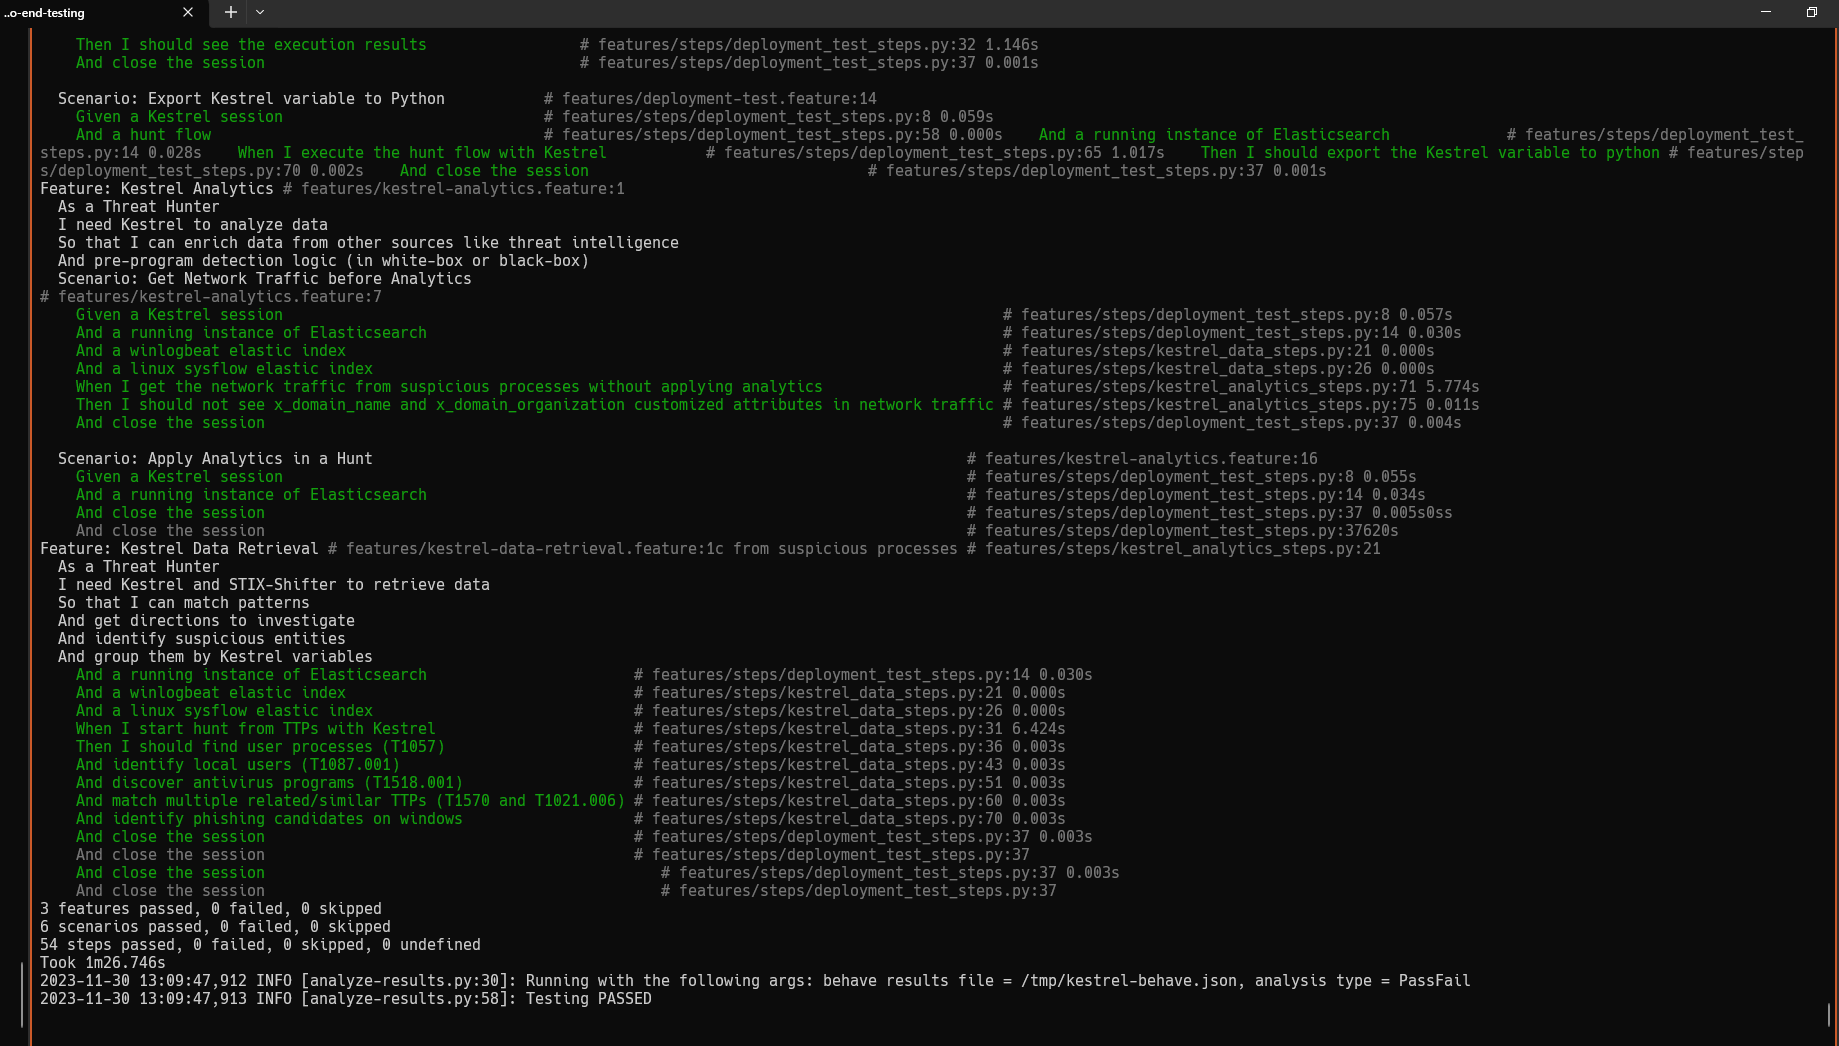 ..o-end-testing
Then I should see the execution results # features/steps/deployment_test_steps.py:32 1.146s
And close the session # features/steps/deployment_test_steps.py:37 0.001s
Scenario: Export Kestrel variable to Python # features/deployment-test.feature:14
Given a Kestrel session # features/steps/deployment_test_steps.py:8 0.059s
And a hunt flow # features/steps/deployment_test_steps.py:58 0.000s And a running instance of Elasticsearch # features/steps/deployment_test_
steps.py:14 0.028s When I execute the hunt flow with Kestrel # features/steps/deployment_test_steps.py:65 1.017s Then I should export the Kestrel variable to python # features/step
s/deployment_test_steps.py:70 0.002s And close the session # features/steps/deployment_test_steps.py:37 0.001s
Feature: Kestrel Analytics # features/kestrel-analytics.feature:1
As a Threat Hunter
I need Kestrel to analyze data
So that I can enrich data from other sources like threat intelligence
And pre-program detection logic (in white-box or black-box)
Scenario: Get Network Traffic before Analytics
# features/kestrel-analytics.feature:7
Given a Kestrel session # features/steps/deployment_test_steps.py:8 0.057s
And a running instance of Elasticsearch # features/steps/deployment_test_steps.py:14 0.030s
And a winlogbeat elastic index # features/steps/kestrel_data_steps.py:21 0.000s
And a linux sysflow elastic index # features/steps/kestrel_data_steps.py:26 0.000s
When I get the network traffic from suspicious processes without applying analytics # features/steps/kestrel_analytics_steps.py:71 5.774s
Then I should not see x_domain_name and x_domain_organization customized attributes in network traffic # features/steps/kestrel_analytics_steps.py:75 0.011s
And close the session # features/steps/deployment_test_steps.py:37 0.004s
Scenario: Apply Analytics in a Hunt # features/kestrel-analytics.feature:16
Given a Kestrel session # features/steps/deployment_test_steps.py:8 0.055s
And a running instance of Elasticsearch # features/steps/deployment_test_steps.py:14 0.034s
And close the session # features/steps/deployment_test_steps.py:37 0.005s0ss
And close the session # features/steps/deployment_test_steps.py:37620s
Feature: Kestrel Data Retrieval # features/kestrel-data-retrieval.feature:1c from suspicious processes # features/steps/kestrel_analytics_steps.py:21
As a Threat Hunter
I need Kestrel and STIX-Shifter to retrieve data
So that I can match patterns
And get directions to investigate
And identify suspicious entities
And group them by Kestrel variables
And a running instance of Elasticsearch # features/steps/deployment_test_steps.py:14 0.030s
And a winlogbeat elastic index # features/steps/kestrel_data_steps.py:21 0.000s
And a linux sysflow elastic index # features/steps/kestrel_data_steps.py:26 0.000s
When I start hunt from TTPs with Kestrel # features/steps/kestrel_data_steps.py:31 6.424s
Then I should find user processes (T1057) # features/steps/kestrel_data_steps.py:36 0.003s
And identify local users (T1087.001) # features/steps/kestrel_data_steps.py:43 0.003s
And discover antivirus programs (T1518.001) # features/steps/kestrel_data_steps.py:51 0.003s
And match multiple related/similar TTPs (T1570 and T1021.006) # features/steps/kestrel_data_steps.py:60 0.003s
And identify phishing candidates on windows # features/steps/kestrel_data_steps.py:70 0.003s
And close the session # features/steps/deployment_test_steps.py:37 0.003s
And close the session # features/steps/deployment_test_steps.py:37
And close the session # features/steps/deployment_test_steps.py:37 0.003s
And close the session # features/steps/deployment_test_steps.py:37
3 features passed, 0 failed, 0 skipped
6 scenarios passed, 0 failed, 0 skipped
54 steps passed, 0 failed, 0 skipped, 0 undefined
Took 1m26.746s
2023-11-30 13:09:47,912 INFO [analyze-results.py:30]: Running with the following args: behave results file = /tmp/kestrel-behave.json, analysis type = PassFail
2023-11-30 13:09:47,913 INFO [analyze-results.py:58]: Testing PASSED